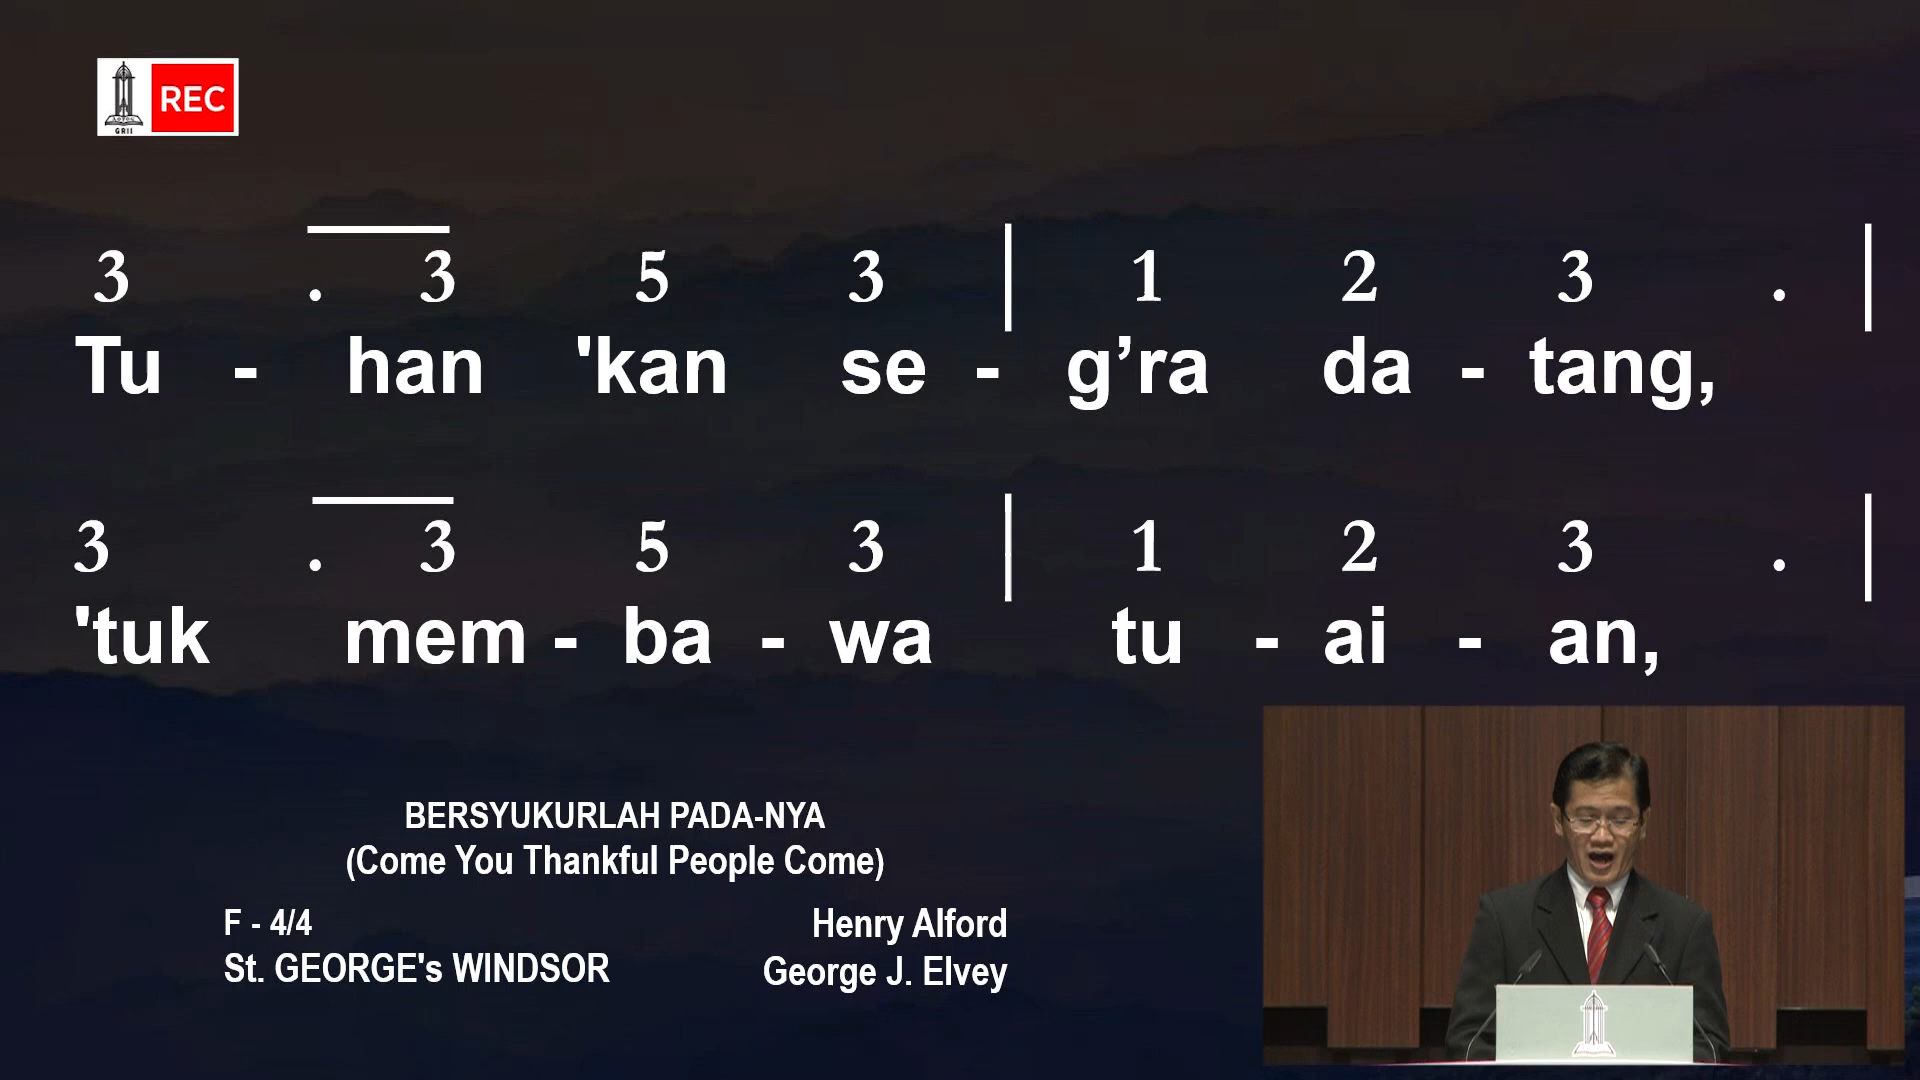 REC
GRII
3 . 3 5 3 | 1 2 3 . |
Tu - han 'kan se - g’ra da - tang,
3 . 3 5 3 | 1 2 3 . |
'tuk mem - ba - wa tu - ai - an,
BERSYUKURLAH PADA-NYA
(Come You Thankful People Come)
F - 4/4
Henry Alford
St. GEORGE's WINDSOR
George J. Elvey